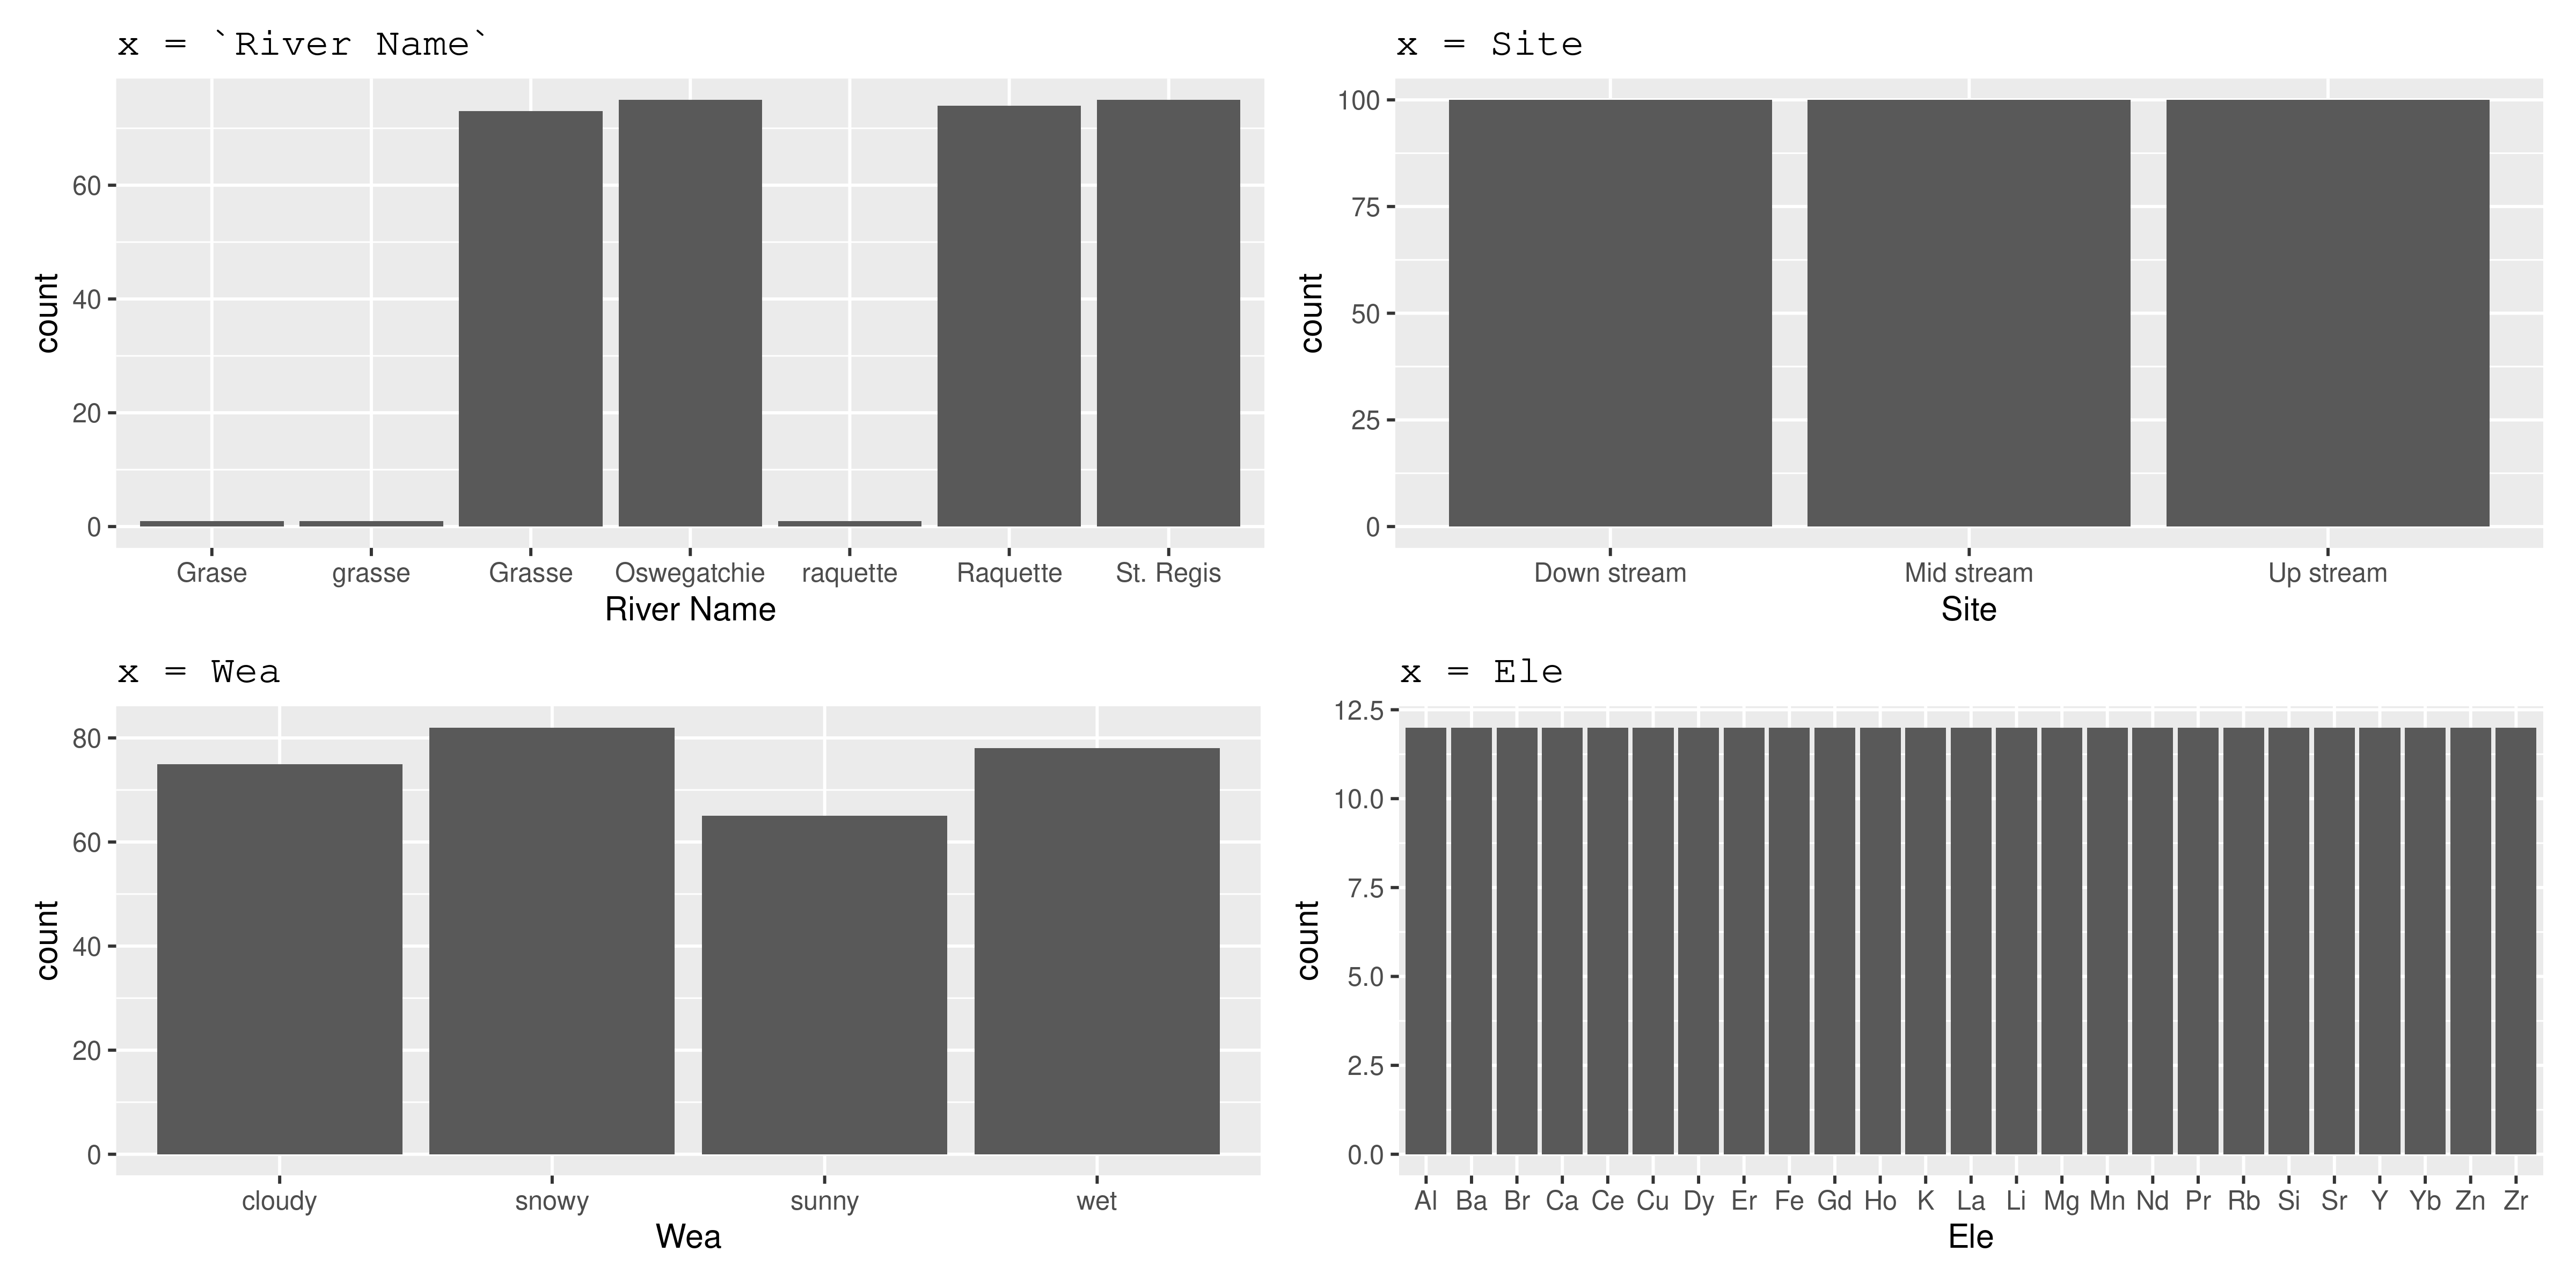 x = `River Name`
count
60
40
20
0
Grase grasse Grasse Oswegatchie raquette Raquette St. Regis
River Name
x = Site
count
100
75
50
25
0
Down stream Mid stream Up stream
Site
x = Wea
count
80
60
40
20
0
cloudy snowy sunny wet
Wea
x = Ele
count
12.5
10.0
7.5
5.0
2.5
0.0
Al Ba Br Ca Ce Cu Dy Er Fe Gd Ho K La Li Mg Mn Nd Pr Rb Si Sr Y Yb Zn Zr
Ele